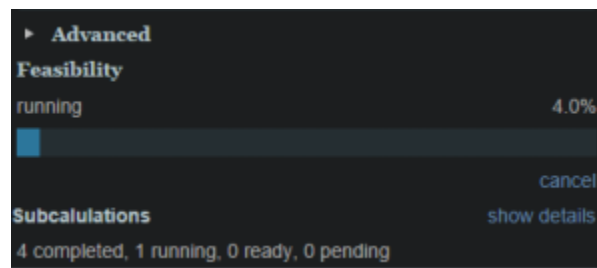 Advanced
Feasibility
running 4.0%
cancel
Subcalulations show details
4 completed, 1 running, 0 ready, 0 pending